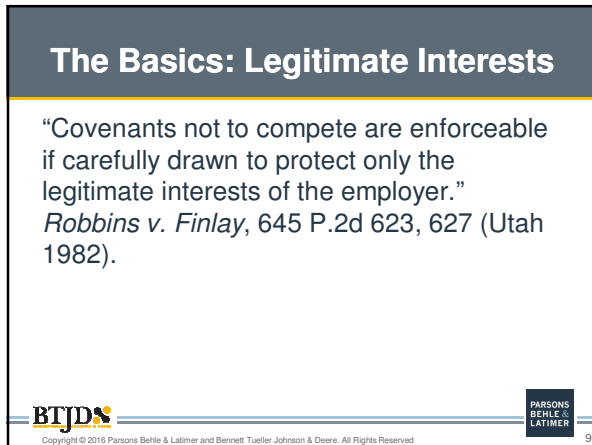 The Basics: Legitimate Interests
“Covenants not to compete are enforceable
if carefully drawn to protect only the
legitimate interests of the employer.”
Robbins v. Finlay, 645 P.2d 623, 627 (Utah
1982).
BTJD
PARSONS
BEHLE &
LATIMER
Copyright © 2016 Parsons Behle & Latimer and Bennett Tueller Johnson & Deere. All Rights Reserved
9